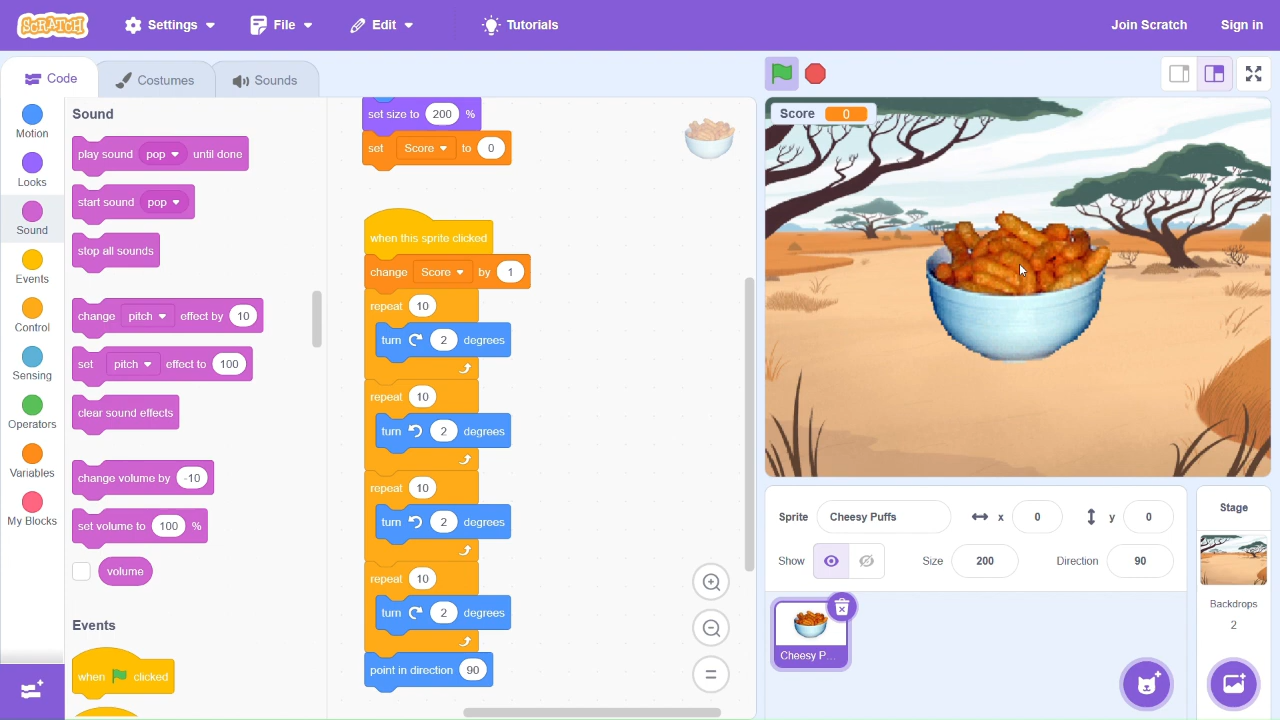 SCRATCH
Settings
File
Edit
Tutorials
Join Scratch
Sign in
Code
Costumes
Sounds
Motion
Looks
Sound
Events
Control
Sensing
Operators
Variables
My Blocks
Sound
play sound pop until done
start sound pop
stop all sounds
change pitch effect by 10
set pitch effect to 100
clear sound effects
change volume by -10
set volume to 100 %
volume
Events
when clicked
set size to 200 %
set Score to 0
when this sprite clicked
change Score by 1
repeat 10
turn 2 degrees
repeat 10
turn 2 degrees
repeat 10
turn 2 degrees
repeat 10
turn 2 degrees
point in direction 90
Score 0
Sprite Cheesy Puffs x 0 y 0
Show Size 200 Direction 90
Cheesy P...
Stage
Backdrops
2